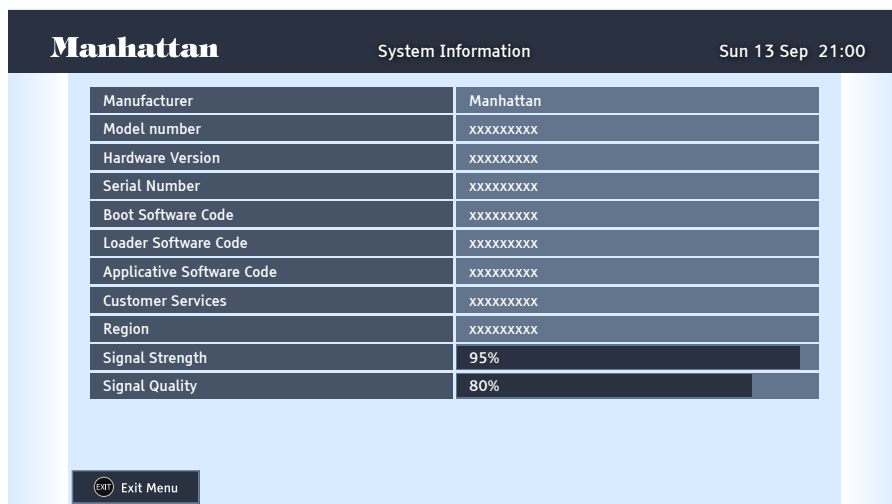 Manhattan
System Information
Sun 13 Sep 21:00
Manufacturer Manhattan
Model number xxxxxxxxx
Hardware Version xxxxxxxxx
Serial Number xxxxxxxxx
Boot Software Code xxxxxxxxx
Loader Software Code xxxxxxxxx
Applicative Software Code xxxxxxxxx
Customer Services xxxxxxxxx
Region xxxxxxxxx
Signal Strength 95%
Signal Quality 80%
EXIT Exit Menu